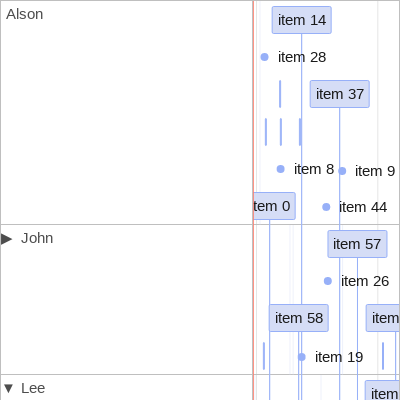 Alson
item 14
item 28
item 37
item 8
item 9
tem 0
item 44
▶ John
item 57
item 26
item 58
item
item 19
▼ Lee
item